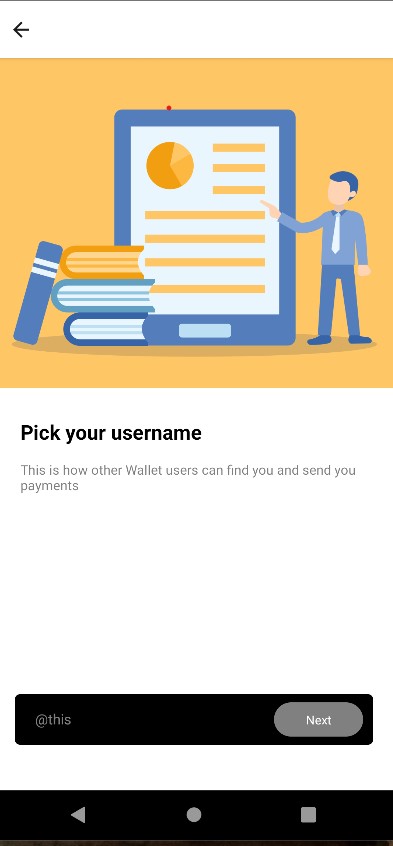 Pick your username
This is how other Wallet users can find you and send you
payments
@this
Next